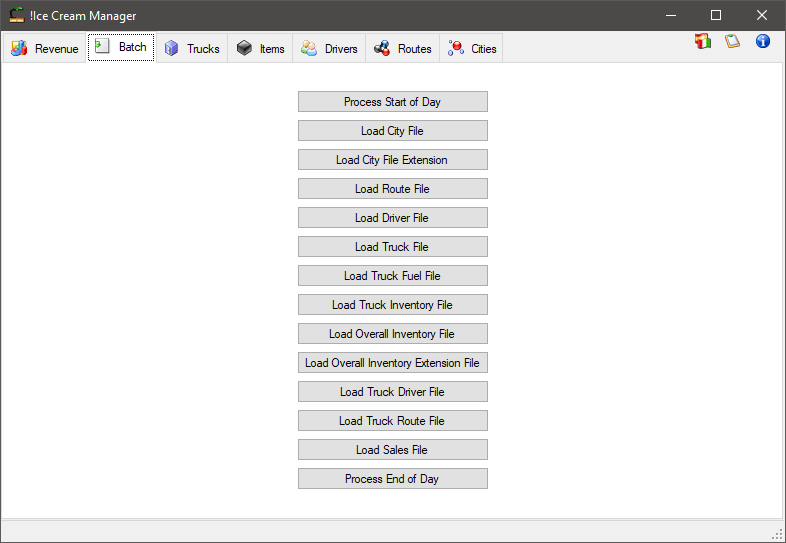 !Ice Cream Manager
Revenue Batch Trucks Items Drivers Routes Cities
Process Start of Day
Load City File
Load City File Extension
Load Route File
Load Driver File
Load Truck File
Load Truck Fuel File
Load Truck Inventory File
Load Overall Inventory File
Load Overall Inventory Extension File
Load Truck Driver File
Load Truck Route File
Load Sales File
Process End of Day